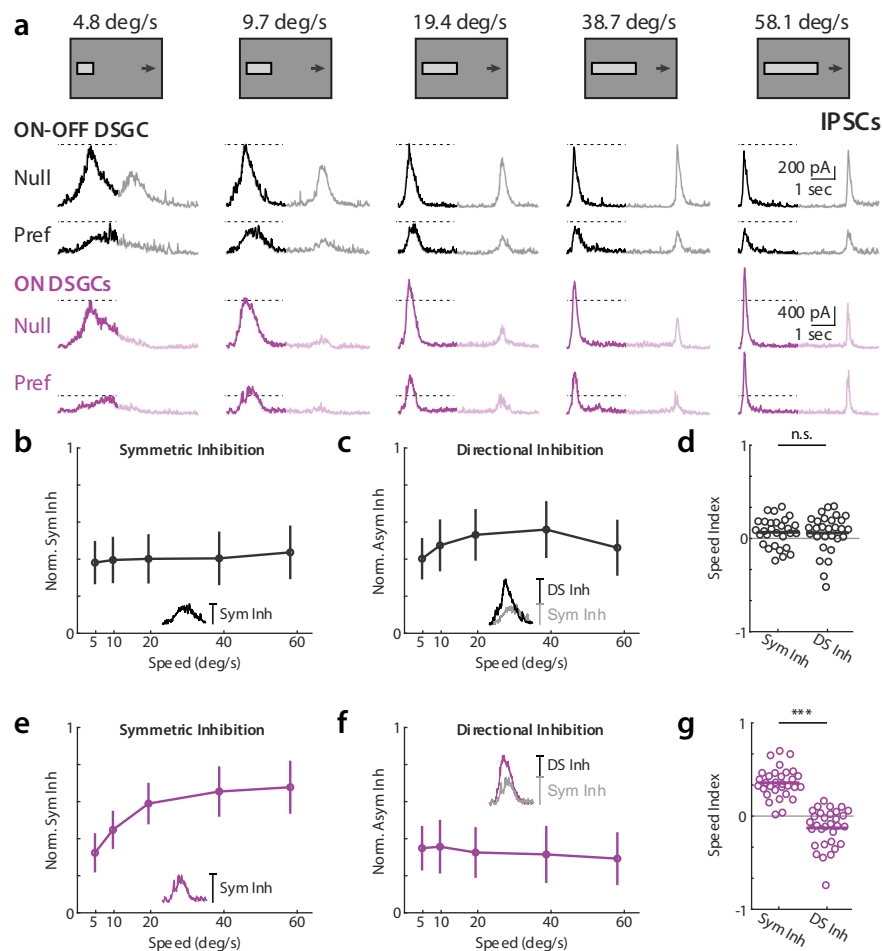 a
4.8 deg/s 9.7 deg/s 19.4 deg/s 38.7 deg/s 58.1 deg/s
ON-OFF DSGC IPSCs
Null 200 pA
1 sec
Pref
ON DSGCs
Null 400 pA
1 sec
Pref
b Symmetric Inhibition
1
Norm. Sym Inh
Sym Inh
0
5 10 20 40 60
Speed (deg/s)
c Directional Inhibition
1
Norm. Asym Inh
DS Inh
Sym Inh
0
5 10 20 40 60
Speed (deg/s)
d n.s.
1
Speed Index
0
-1
Sym Inh DS Inh
e Symmetric Inhibition
1
Norm. Sym Inh
Sym Inh
0
5 10 20 40 60
Speed (deg/s)
f Directional Inhibition
1
Norm. Asym Inh
DS Inh
Sym Inh
0
5 10 20 40 60
Speed (deg/s)
g ***
1
Speed Index
0
-1
Sym Inh DS Inh